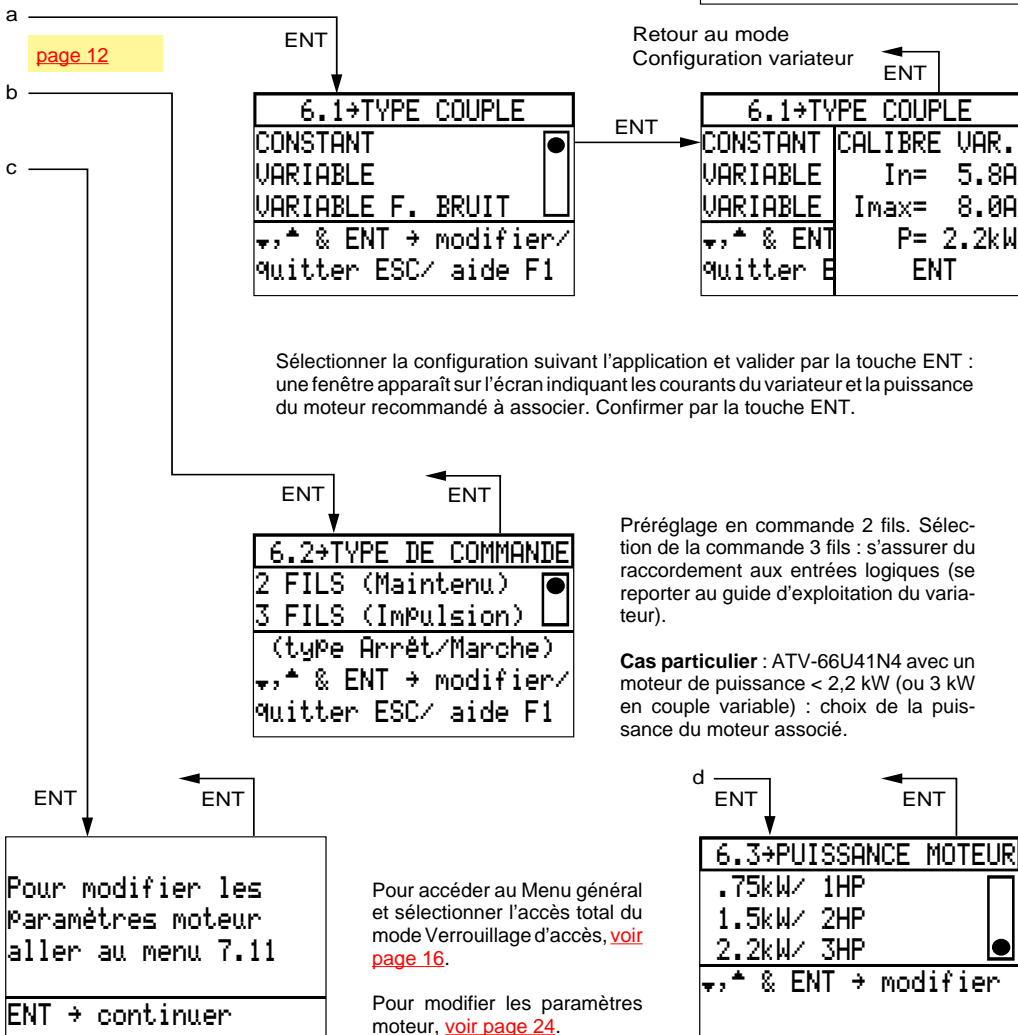 a
page 12
ENT
Retour au mode
Configuration variateur
ENT
b
c
6.1→TYPE COUPLE
CONSTANT
VARIABLE
VARIABLE F. BRUIT
▼,▲ & ENT → modifier/
quitter ESC/ aide F1
ENT
6.1→TYPE COUPLE
CONSTANT
VARIABLE
VARIABLE
▼,▲ & ENT
quitter E
CALIBRE VAR.
In= 5.8A
Imax= 8.0A
P= 2.2kW
ENT
Sélectionner la configuration suivant l'application et valider par la touche ENT :
une fenêtre apparaît sur l'écran indiquant les courants du variateur et la puissance
du moteur recommandé à associer. Confirmer par la touche ENT.
ENT
ENT
6.2→TYPE DE COMMANDE
2 FILS (Maintenu)
3 FILS (Impulsion)
(type Arrêt/Marche)
▼,▲ & ENT → modifier/
quitter ESC/ aide F1
Préréglage en commande 2 fils. Sélec-
tion de la commande 3 fils : s'assurer du
raccordement aux entrées logiques (se
reporter au guide d'exploitation du varia-
teur).
Cas particulier : ATV-66U41N4 avec un
moteur de puissance < 2,2 kW (ou 3 kW
en couple variable) : choix de la puis-
sance du moteur associé.
ENT
ENT
Pour modifier les
Paramètres moteur
aller au menu 7.11
ENT → continuer
Pour accéder au Menu général
et sélectionner l'accès total du
mode Verrouillage d'accès, voir
page 16.
Pour modifier les paramètres
moteur, voir page 24.
d
ENT
ENT
6.3→PUISSANCE MOTEUR
.75kW/ 1HP
1.5kW/ 2HP
2.2kW/ 3HP
▼,▲ & ENT → modifier